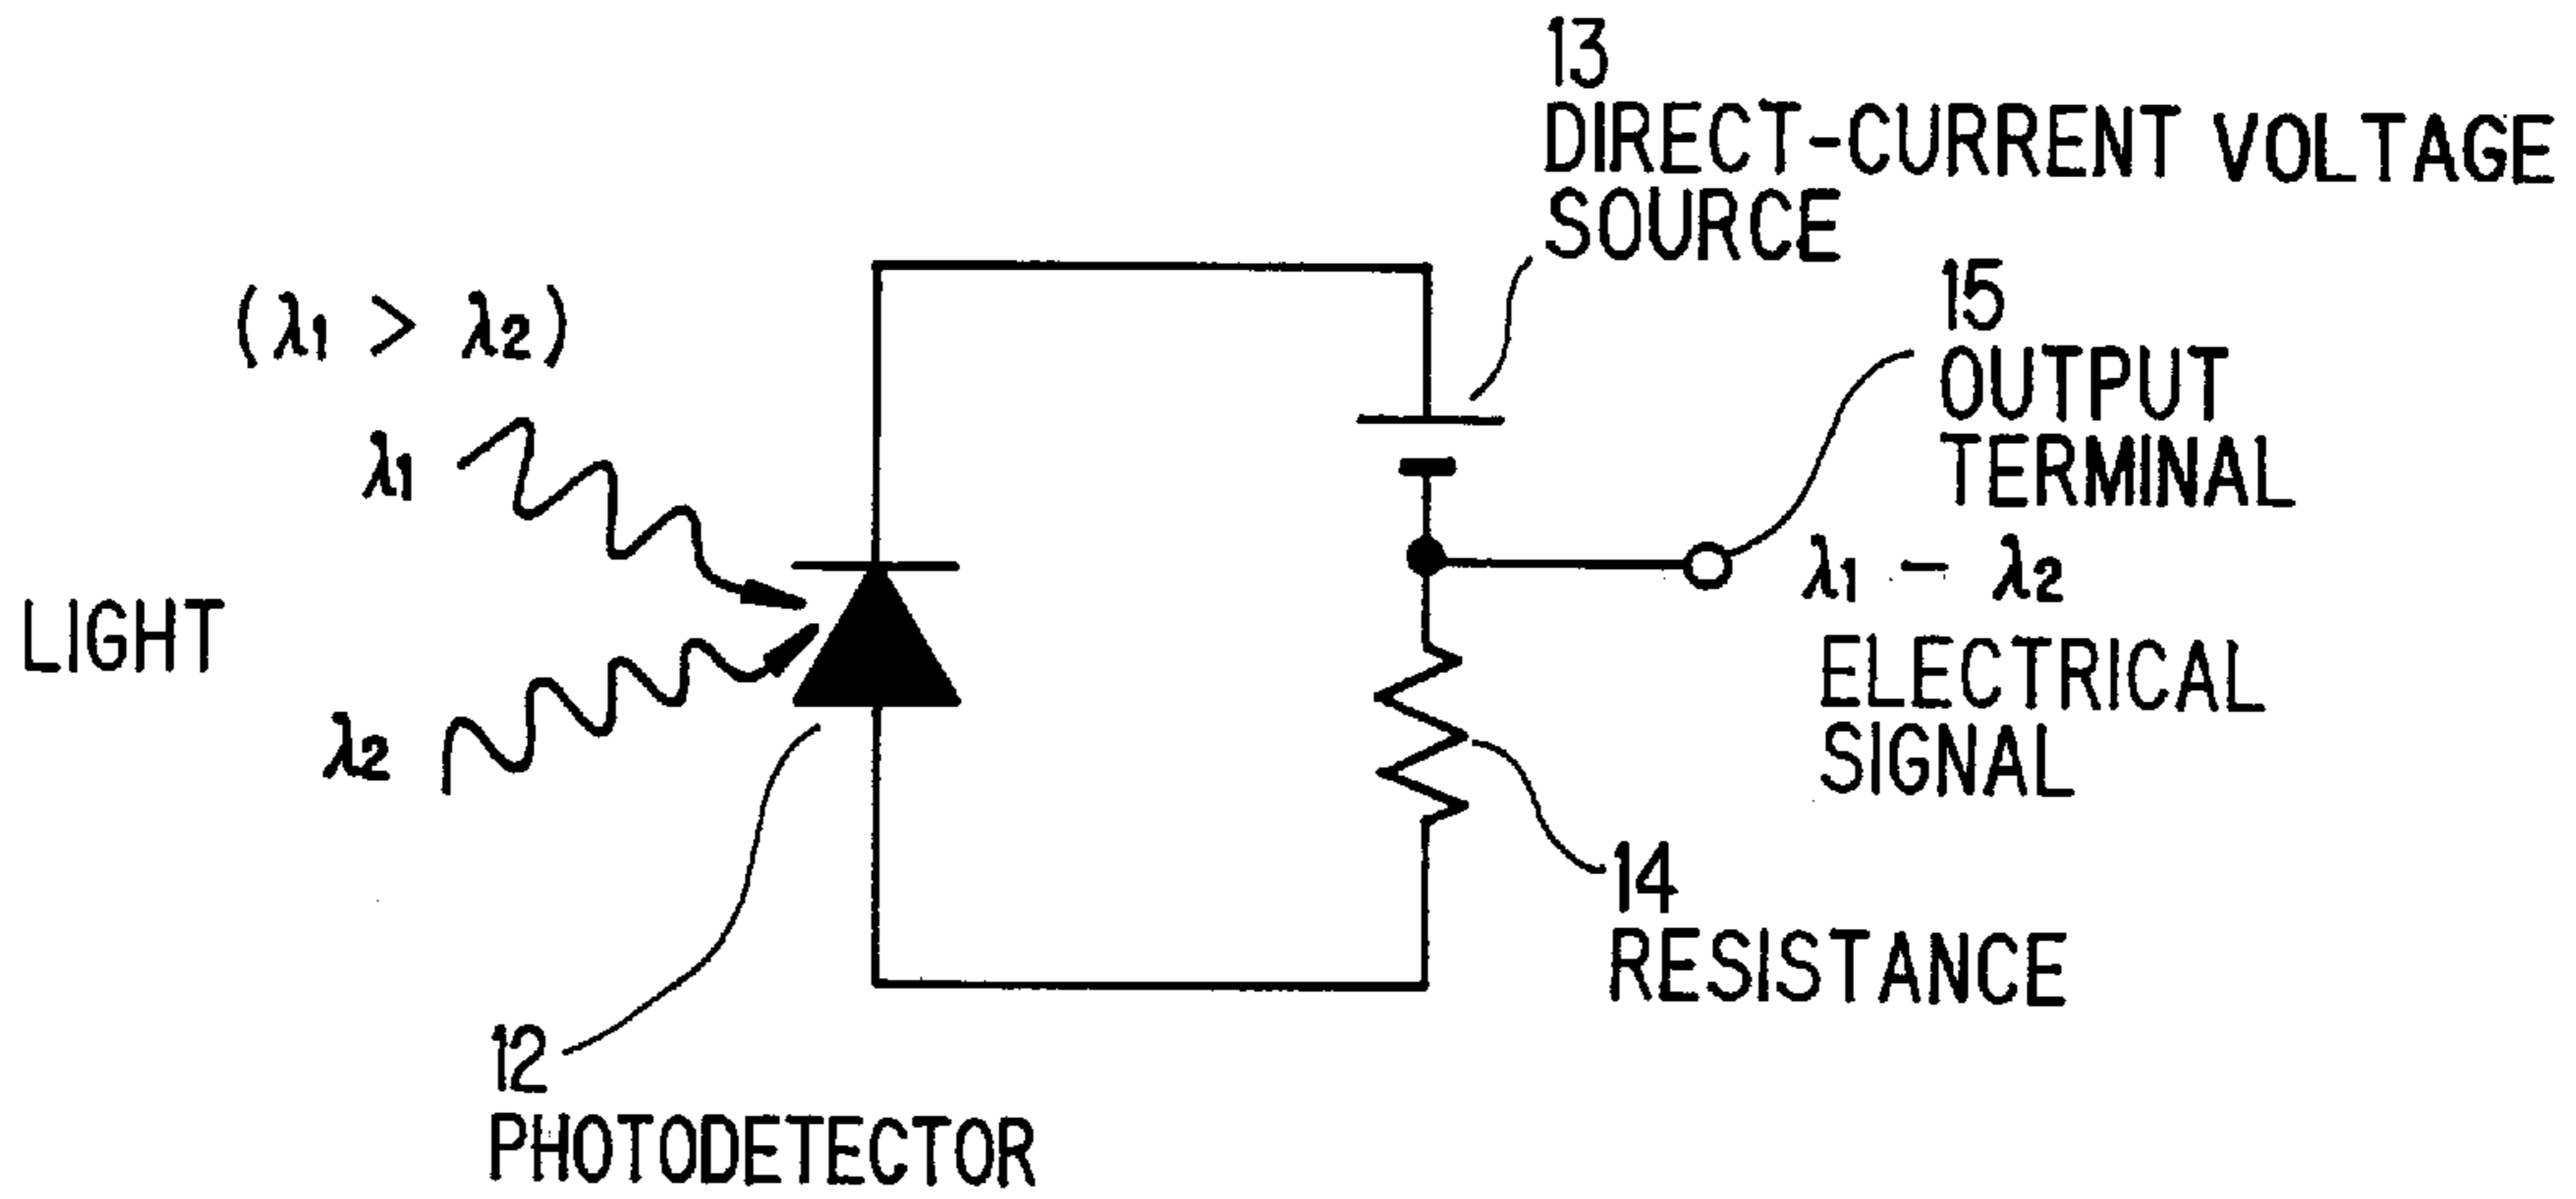 13
DIRECT-CURRENT VOLTAGE
SOURCE
(λ1 > λ2)
15
OUTPUT
TERMINAL
λ1
λ1 - λ2
LIGHT
ELECTRICAL
SIGNAL
λ2
14
RESISTANCE
12
PHOTODETECTOR